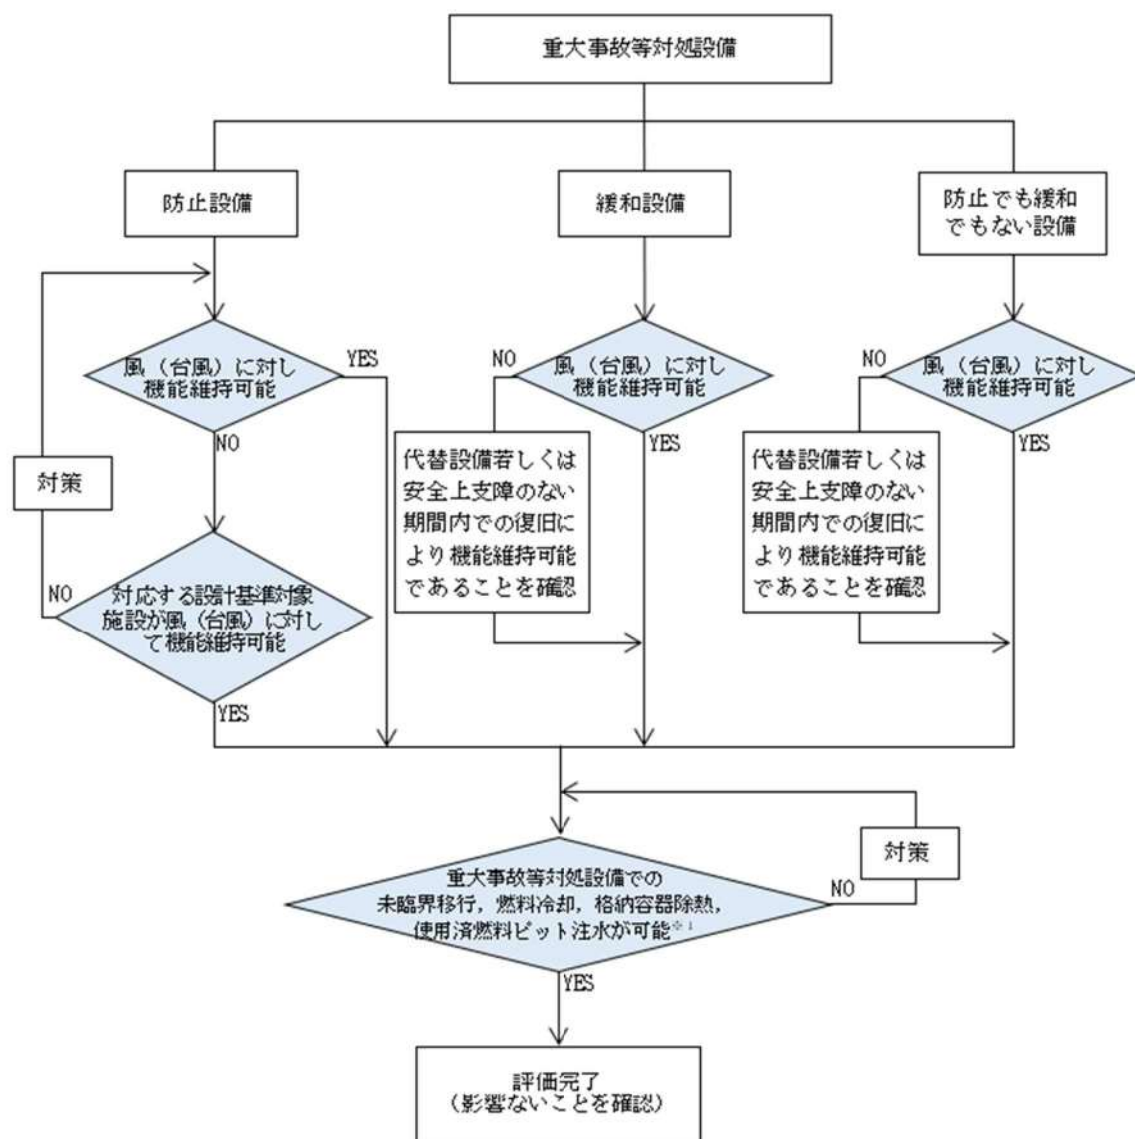 重大事故等対処設備
防止設備
緩和設備
防止でも緩和
でもない設備
風（台風）に対し
機能維持可能
YES
NO
風（台風）に対し
機能維持可能
NO
YES
風（台風）に対し
機能維持可能
NO
YES
対策
代替設備若しくは
安全上支障のない
期間内での復旧に
より機能維持可能
であることを確認
代替設備若しくは
安全上支障のない
期間内での復旧に
より機能維持可能
であることを確認
対応する設計基準対象
施設が風（台風）に対し
て機能維持可能
NO
YES
対策
重大事故等対処設備での
未臨界移行，燃料冷却，格納容器除熱，
使用済燃料ピット注水が可能※1
NO
YES
評価完了
（影響ないことを確認）